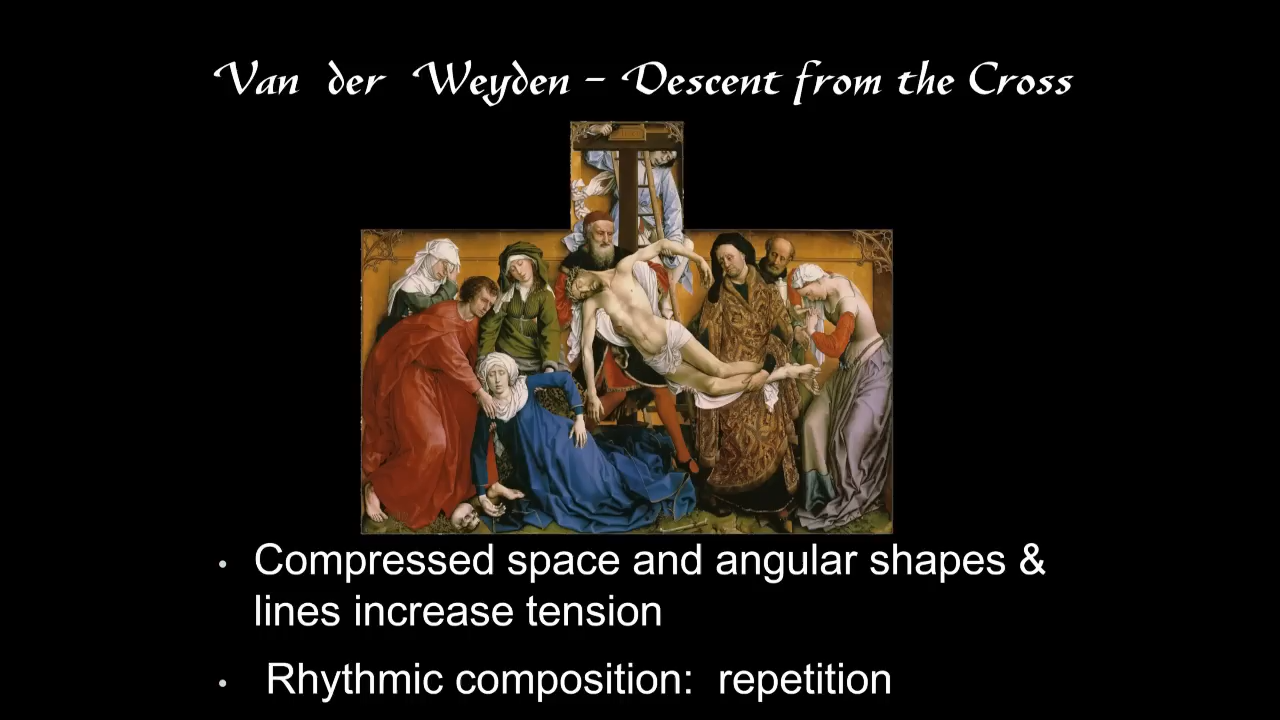 Van der Weyden - Descent from the Cross
• Compressed space and angular shapes &
lines increase tension
• Rhythmic composition: repetition